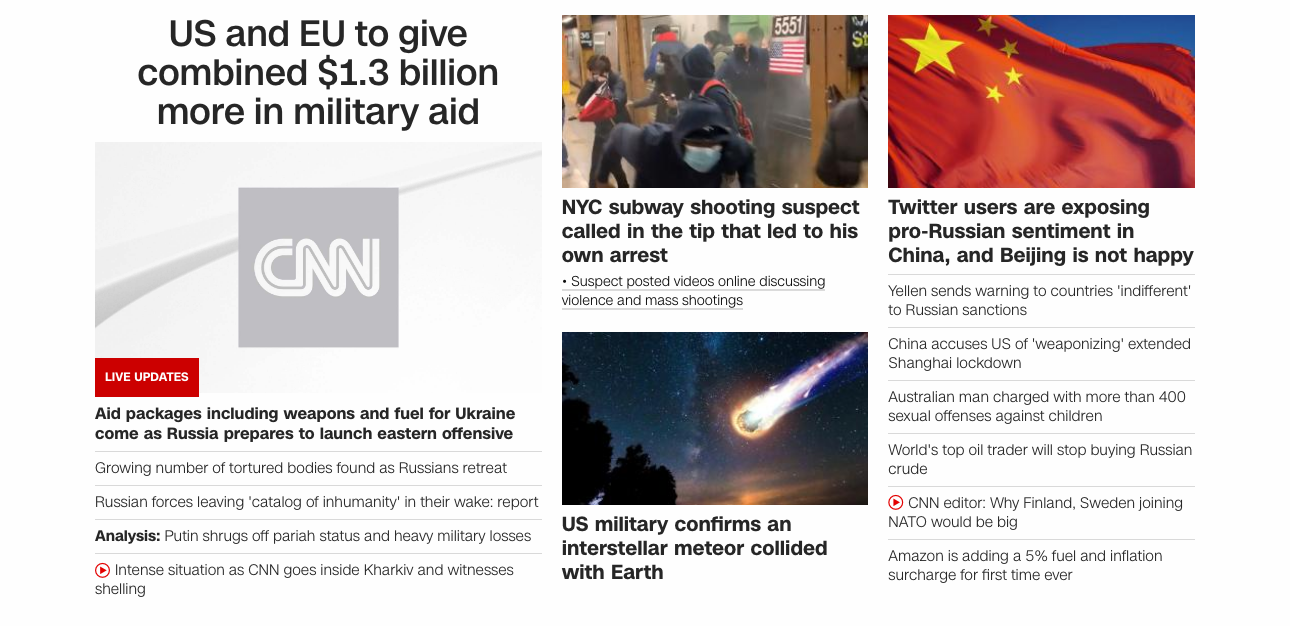 US and EU to give
combined $1.3 billion
more in military aid
CNN
LIVE UPDATES
Aid packages including weapons and fuel for Ukraine
come as Russia prepares to launch eastern offensive
Growing number of tortured bodies found as Russians retreat
Russian forces leaving 'catalog of inhumanity' in their wake: report
Analysis: Putin shrugs off pariah status and heavy military losses
Intense situation as CNN goes inside Kharkiv and witnesses
shelling
5551
NYC subway shooting suspect
called in the tip that led to his
own arrest
• Suspect posted videos online discussing
violence and mass shootings
US military confirms an
interstellar meteor collided
with Earth
Twitter users are exposing
pro-Russian sentiment in
China, and Beijing is not happy
Yellen sends warning to countries 'indifferent'
to Russian sanctions
China accuses US of 'weaponizing' extended
Shanghai lockdown
Australian man charged with more than 400
sexual offenses against children
World's top oil trader will stop buying Russian
crude
CNN editor: Why Finland, Sweden joining
NATO would be big
Amazon is adding a 5% fuel and inflation
surcharge for first time ever